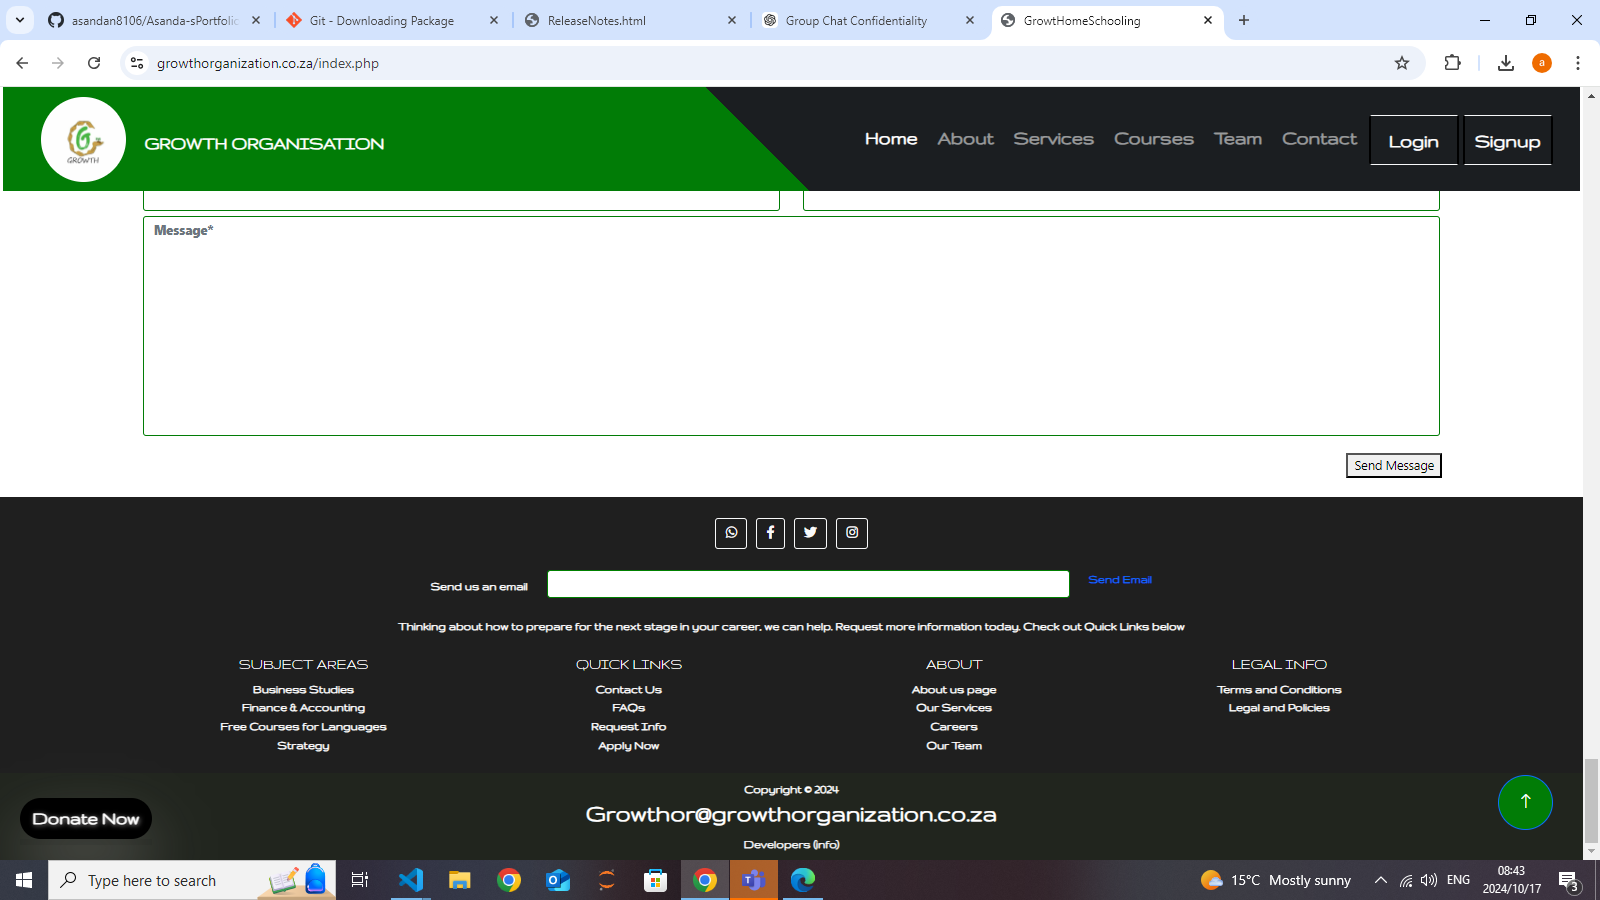 asandan8106/Asanda-sPortfolio
Git - Downloading Package
ReleaseNotes.html
Group Chat Confidentiality
GrowtHomeSchooling
growthorganization.co.za/index.php
a
GROWTH
GROWTH ORGANISATION
Home
About
Services
Courses
Team
Contact
Login
Signup
Message*
Send Message
Send us an email
Send Email
Thinking about how to prepare for the next stage in your career, we can help. Request more information today. Check out Quick Links below
SUBJECT AREAS
Business Studies
Finance & Accounting
Free Courses for Languages
Strategy
QUICK LINKS
Contact Us
FAQs
Request Info
Apply Now
ABOUT
About us page
Our Services
Careers
Our Team
LEGAL INFO
Terms and Conditions
Legal and Policies
Copyright © 2024
Growthor@growthorganization.co.za
Developers (info)
Donate Now
Type here to search
15°C Mostly sunny
ENG
08:43
2024/10/17
3